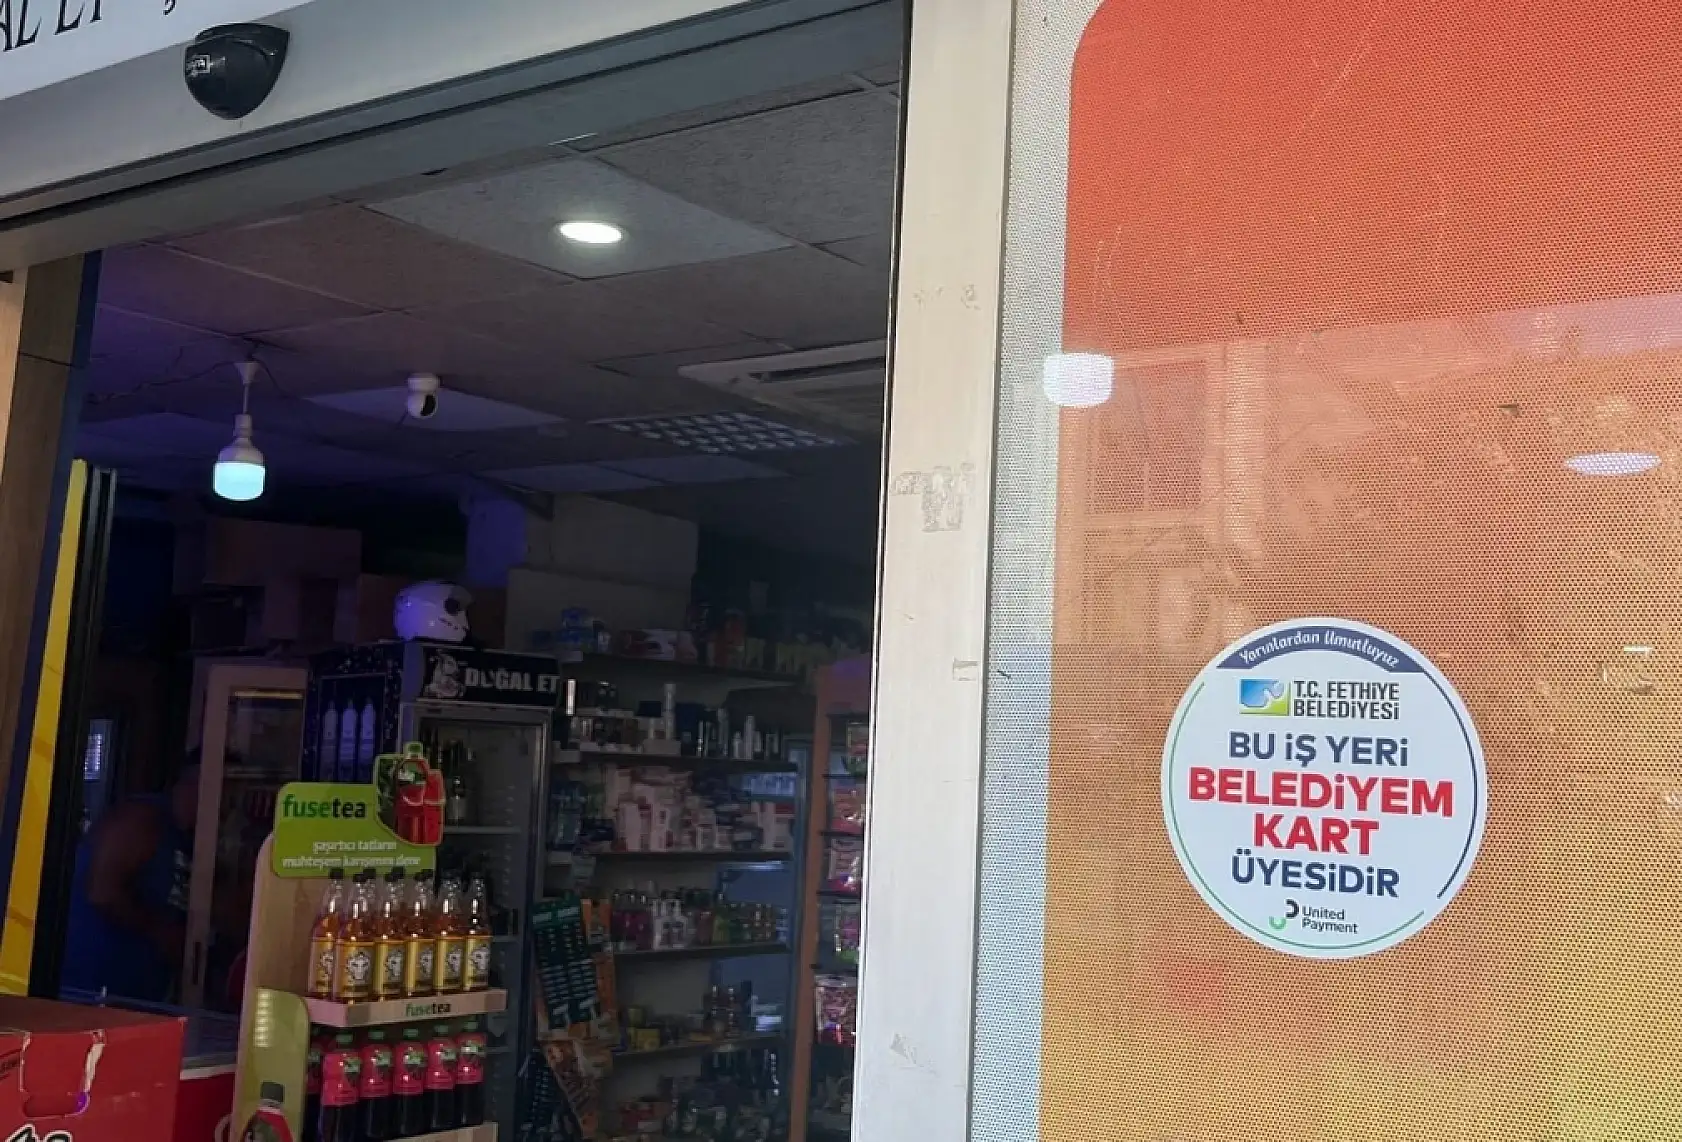 DOĞAL ET
fusetea
şaşırtıcı tatların
muhteşem karışımını dene
fusetea
Yarınlardan Umutluyuz
T.C. FETHİYE
BELEDİYESİ
BU İŞ YERİ
BELEDİYEM
KART
ÜYESİDİR
United
Payment